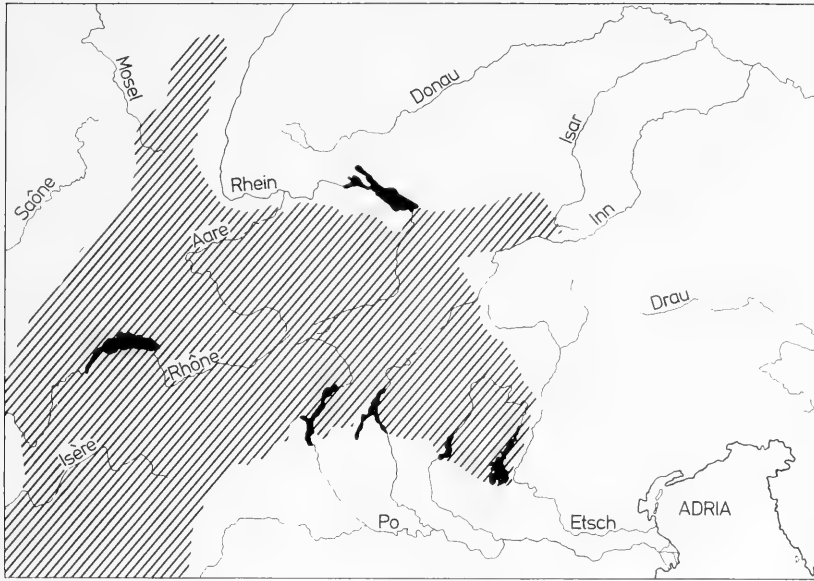 Mosel
Donau
Isar
Saône
Rhein
Inn
Aare
Drau
Rhône
Isère
Po
Etsch
ADRIA